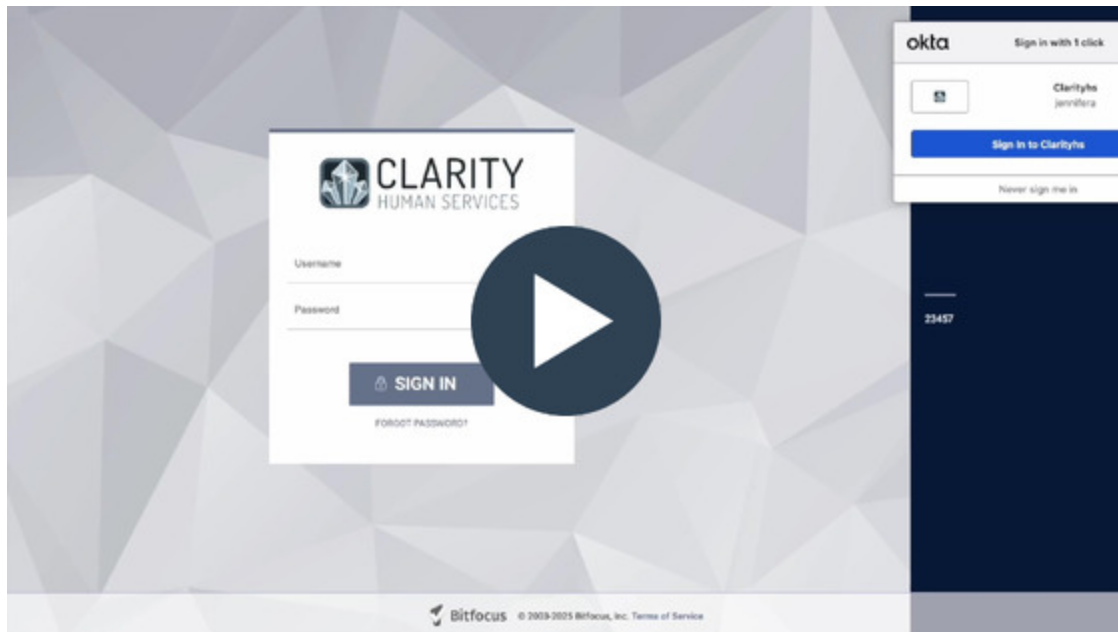 okta
Sign in with 1 click
Clarityhs
jennifera
Sign In to Clarityhs
Never sign me in
CLARITY
HUMAN SERVICES
Username
Password
SIGN IN
FORGOT PASSWORD?
23457
Bitfocus © 2003-2025 Bitfocus, Inc. Terms of Service